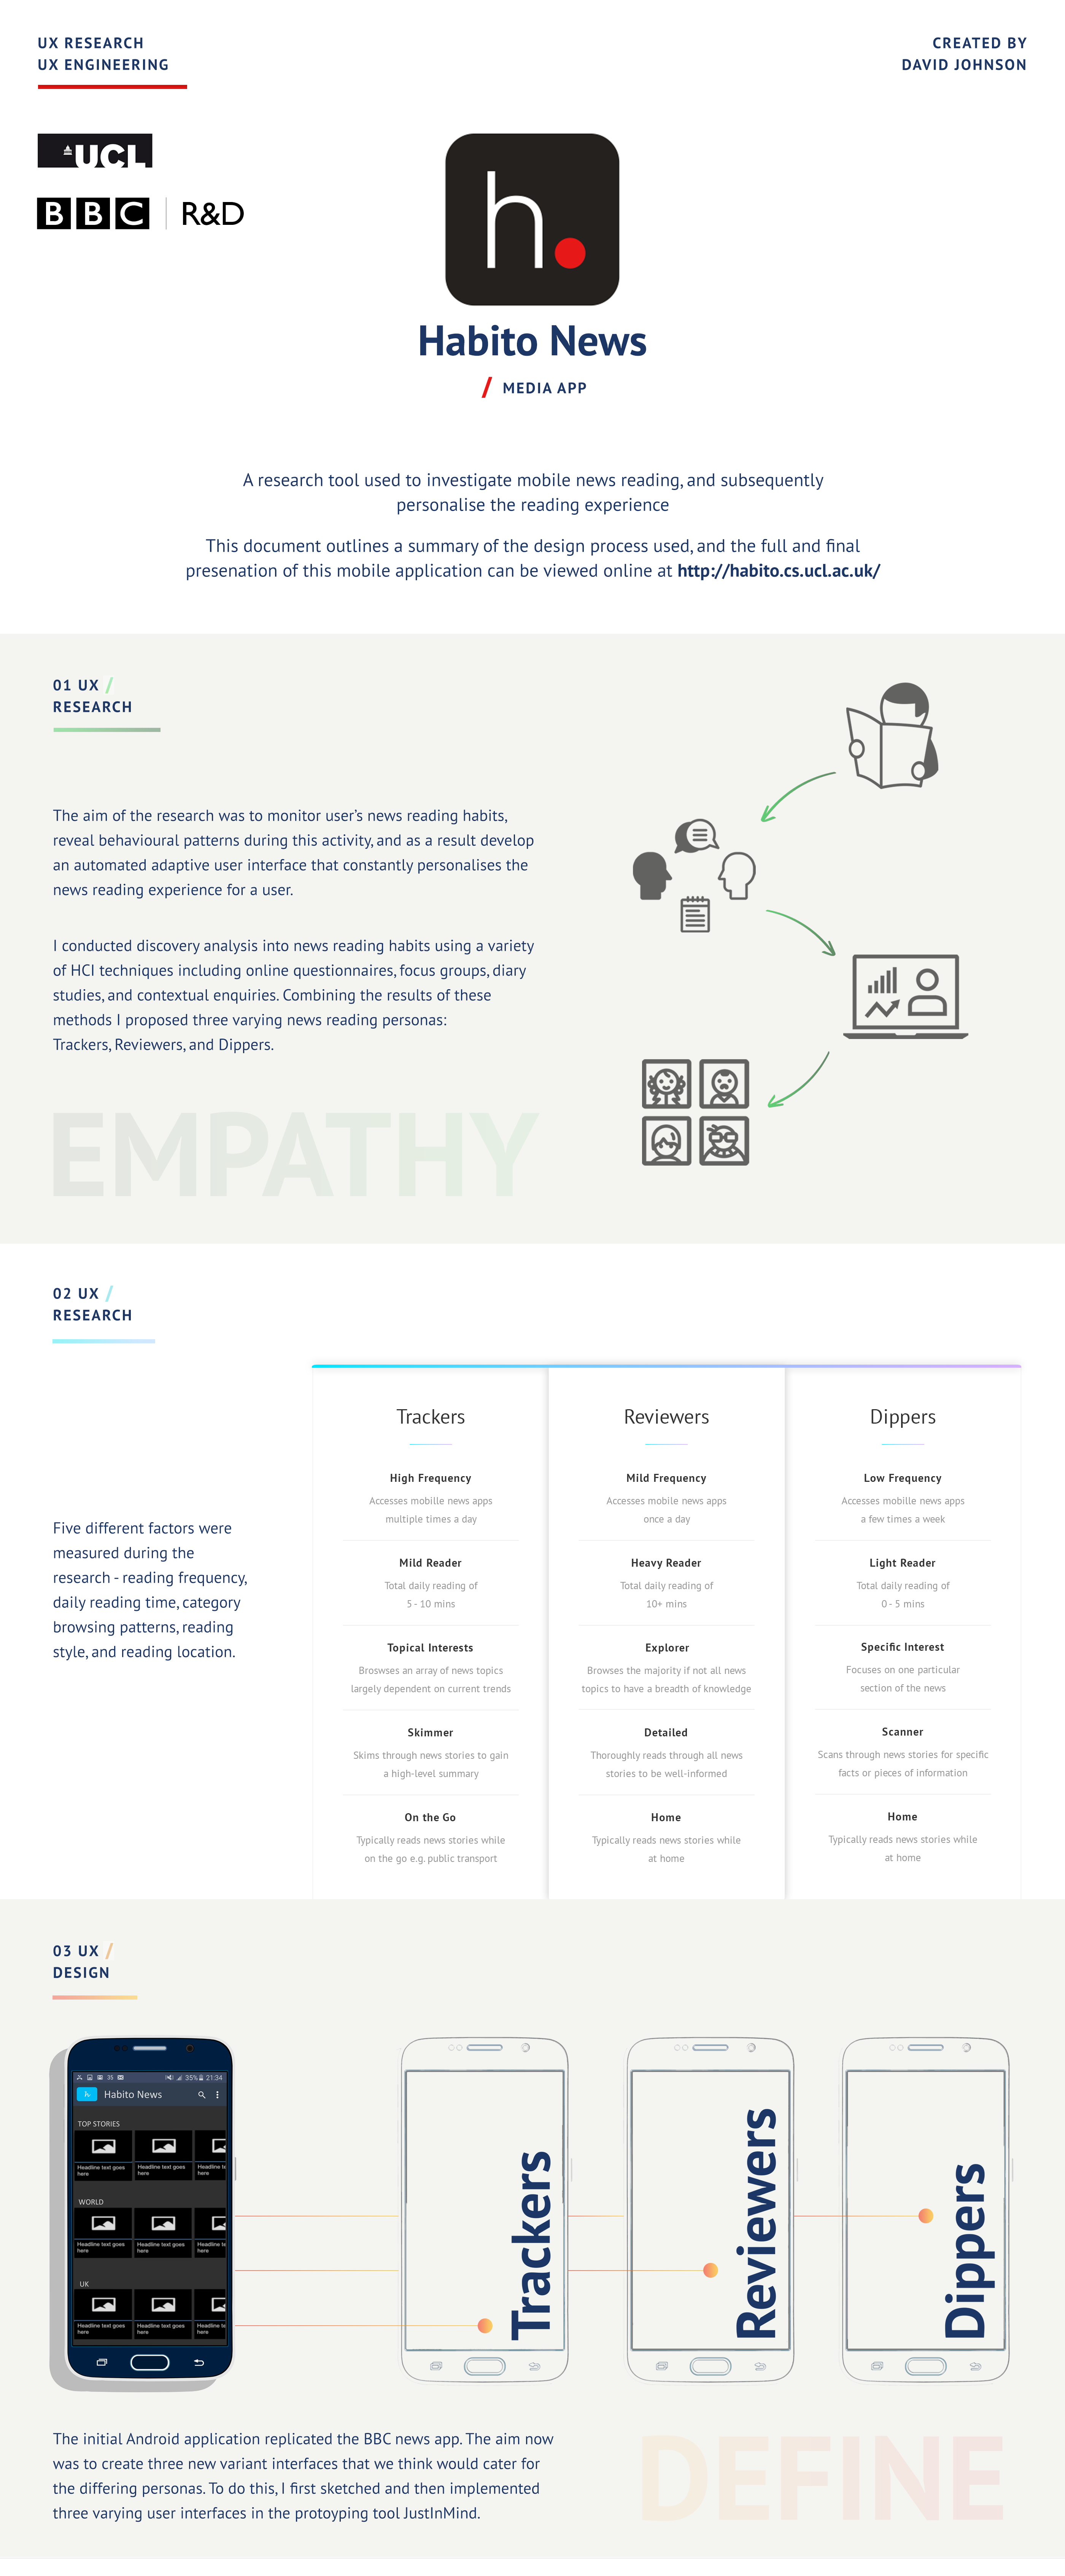 UX RESEARCH
UX ENGINEERING
CREATED BY
DAVID JOHNSON
UCL
BBC | R&D
h.
Habito News
/ MEDIA APP
A research tool used to investigate mobile news reading, and subsequently
personalise the reading experience
This document outlines a summary of the design process used, and the full and final
presenation of this mobile application can be viewed online at http://habito.cs.ucl.ac.uk/
01 UX /
RESEARCH
The aim of the research was to monitor user's news reading habits,
reveal behavioural patterns during this activity, and as a result develop
an automated adaptive user interface that constantly personalises the
news reading experience for a user.
I conducted discovery analysis into news reading habits using a variety
of HCI techniques including online questionnaires, focus groups, diary
studies, and contextual enquiries. Combining the results of these
methods I proposed three varying news reading personas:
Trackers, Reviewers, and Dippers.
EMPATHY
02 UX /
RESEARCH
Five different factors were
measured during the
research - reading frequency,
daily reading time, category
browsing patterns, reading
style, and reading location.
Trackers
High Frequency
Accesses mobille news apps
multiple times a day
Mild Reader
Total daily reading of
5 - 10 mins
Topical Interests
Broswses an array of news topics
largely dependent on current trends
Skimmer
Skims through news stories to gain
a high-level summary
On the Go
Typically reads news stories while
on the go e.g. public transport
Reviewers
Mild Frequency
Accesses mobile news apps
once a day
Heavy Reader
Total daily reading of
10+ mins
Explorer
Browses the majority if not all news
topics to have a breadth of knowledge
Detailed
Thoroughly reads through all news
stories to be well-informed
Home
Typically reads news stories while
at home
Dippers
Low Frequency
Accesses mobille news apps
a few times a week
Light Reader
Total daily reading of
0 - 5 mins
Specific Interest
Focuses on one particular
section of the news
Scanner
Scans through news stories for specific
facts or pieces of information
Home
Typically reads news stories while
at home
03 UX /
DESIGN
35 35% 21:34
h. Habito News
TOP STORIES
Headline text goes here
Headline text goes here
Headline te here
WORLD
Headline text goes here
Headline text goes here
Headline te here
UK
Headline text goes here
Headline text goes here
Headline te here
Trackers
Reviewers
Dippers
The initial Android application replicated the BBC news app. The aim now
was to create three new variant interfaces that we think would cater for
the differing personas. To do this, I first sketched and then implemented
three varying user interfaces in the protoyping tool JustInMind.
DEFINE